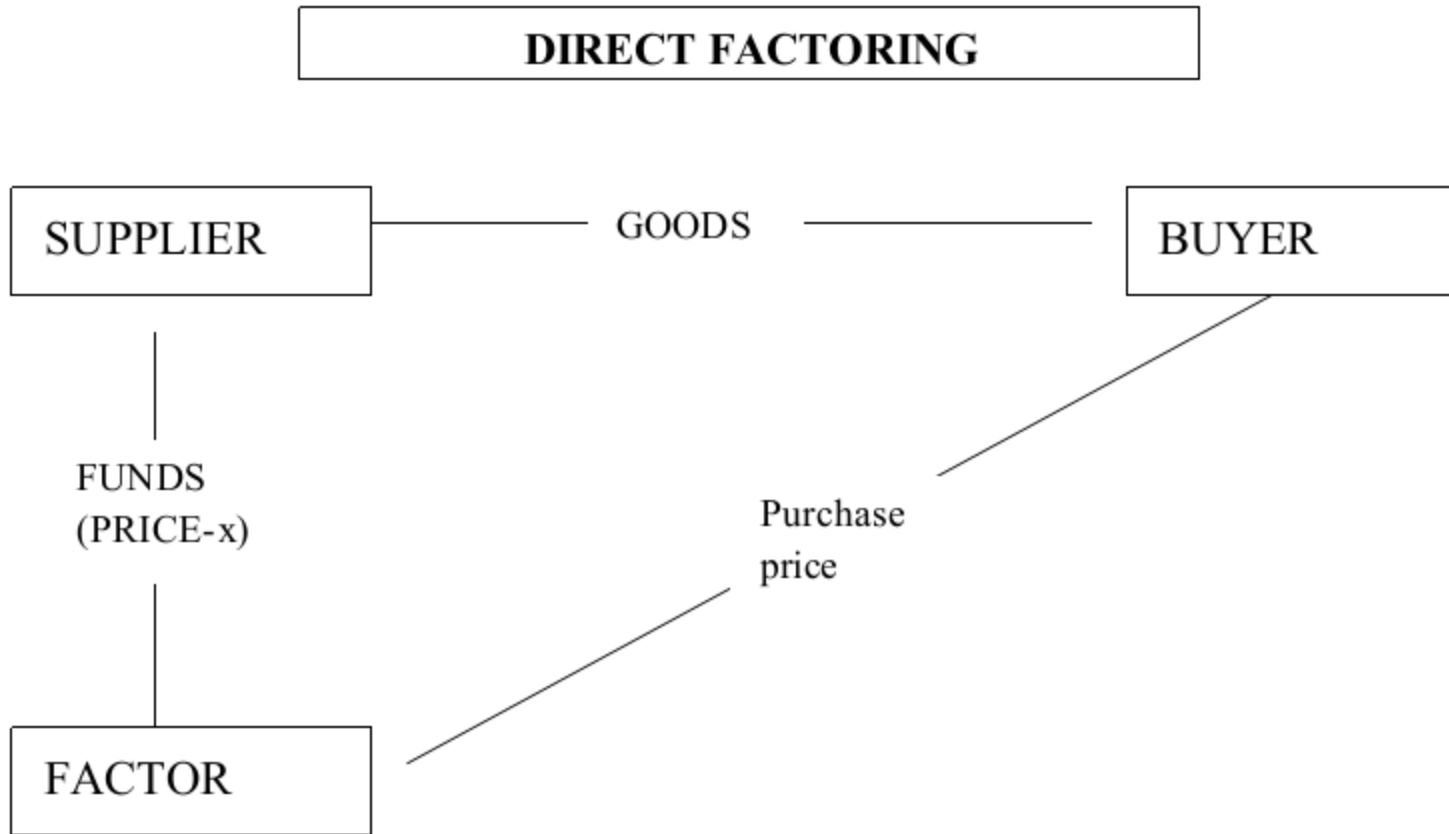 DIRECT FACTORING
SUPPLIER
GOODS
BUYER
FUNDS
(PRICE-x)
Purchase
price
FACTOR